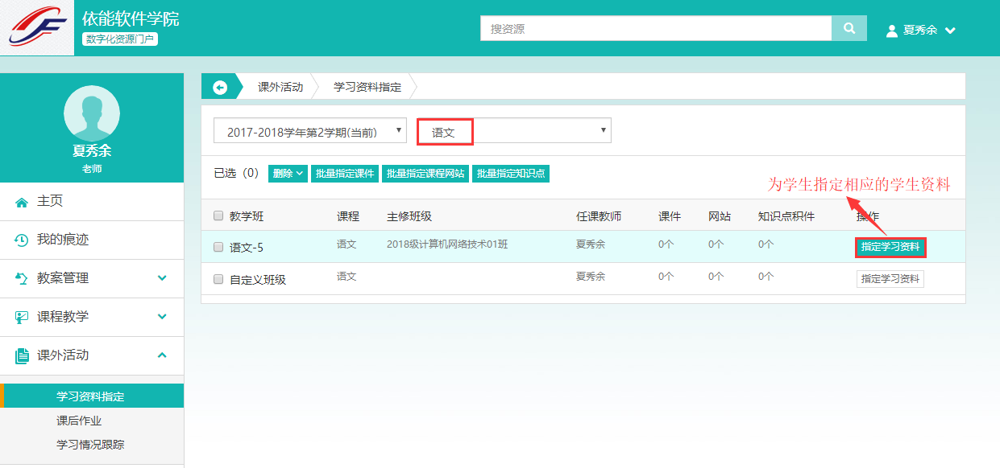 依能软件学院
数字化资源门户
搜资源
夏秀余
夏秀余
老师
主页
我的痕迹
教案管理
课程教学
课外活动
学习资料指定
课后作业
学习情况跟踪
课外活动 学习资料指定
2017-2018学年第2学期(当前) 语文
已选（0） 删除 批量指定课件 批量指定课程网站 批量指定知识点
为学生指定相应的学生资料
教学班 课程 主修班级 任课教师 课件 网站 知识点积件 操作
语文-5 语文 2018级计算机网络技术01班 夏秀余 0个 0个 0个 指定学习资料
自定义班级 语文 夏秀余 0个 0个 0个 指定学习资料